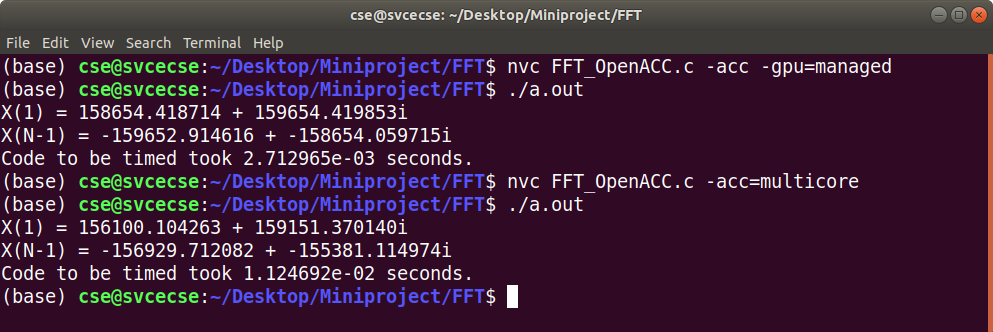 cse@svcecse: ~/Desktop/Miniproject/FFT
File Edit View Search Terminal Help
(base) cse@svcecse:~/Desktop/Miniproject/FFT$ nvc FFT_OpenACC.c -acc -gpu=managed
(base) cse@svcecse:~/Desktop/Miniproject/FFT$ ./a.out
X(1) = 158654.418714 + 159654.419853i
X(N-1) = -159652.914616 + -158654.059715i
Code to be timed took 2.712965e-03 seconds.
(base) cse@svcecse:~/Desktop/Miniproject/FFT$ nvc FFT_OpenACC.c -acc=multicore
(base) cse@svcecse:~/Desktop/Miniproject/FFT$ ./a.out
X(1) = 156100.104263 + 159151.370140i
X(N-1) = -156929.712082 + -155381.114974i
Code to be timed took 1.124692e-02 seconds.
(base) cse@svcecse:~/Desktop/Miniproject/FFT$